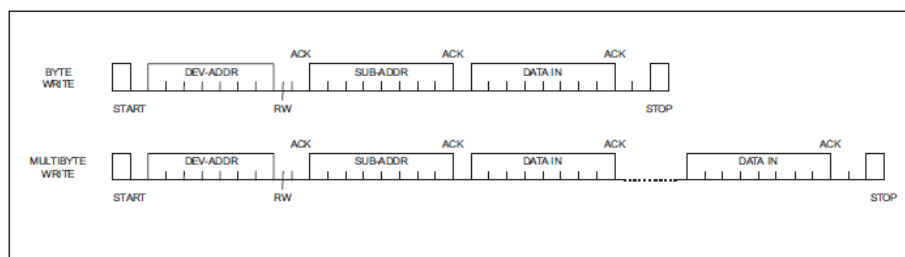 ACK ACK ACK
BYTE WRITE DEV-ADDR SUB-ADDR DATA IN
START RW STOP
ACK ACK ACK ACK
MULTIBYTE WRITE DEV-ADDR SUB-ADDR DATA IN DATA IN
START RW STOP